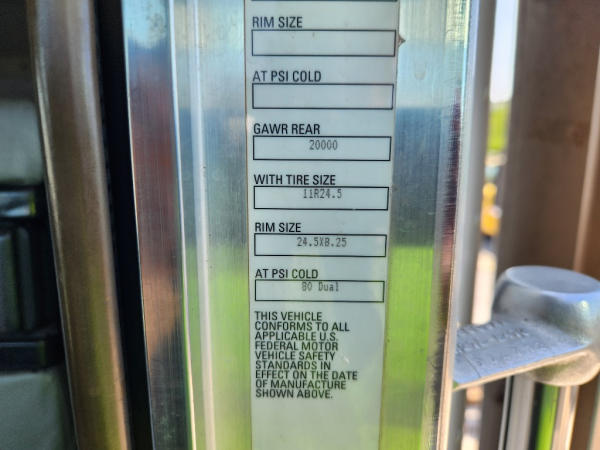 RIM SIZE
AT PSI COLD
GAWR REAR
20000
WITH TIRE SIZE
11R24.5
RIM SIZE
24.5X8.25
AT PSI COLD
80 Dual
THIS VEHICLE
CONFORMS TO ALL
APPLICABLE U.S.
FEDERAL MOTOR
VEHICLE SAFETY
STANDARDS IN
EFFECT ON THE DATE
OF MANUFACTURE
SHOWN ABOVE.